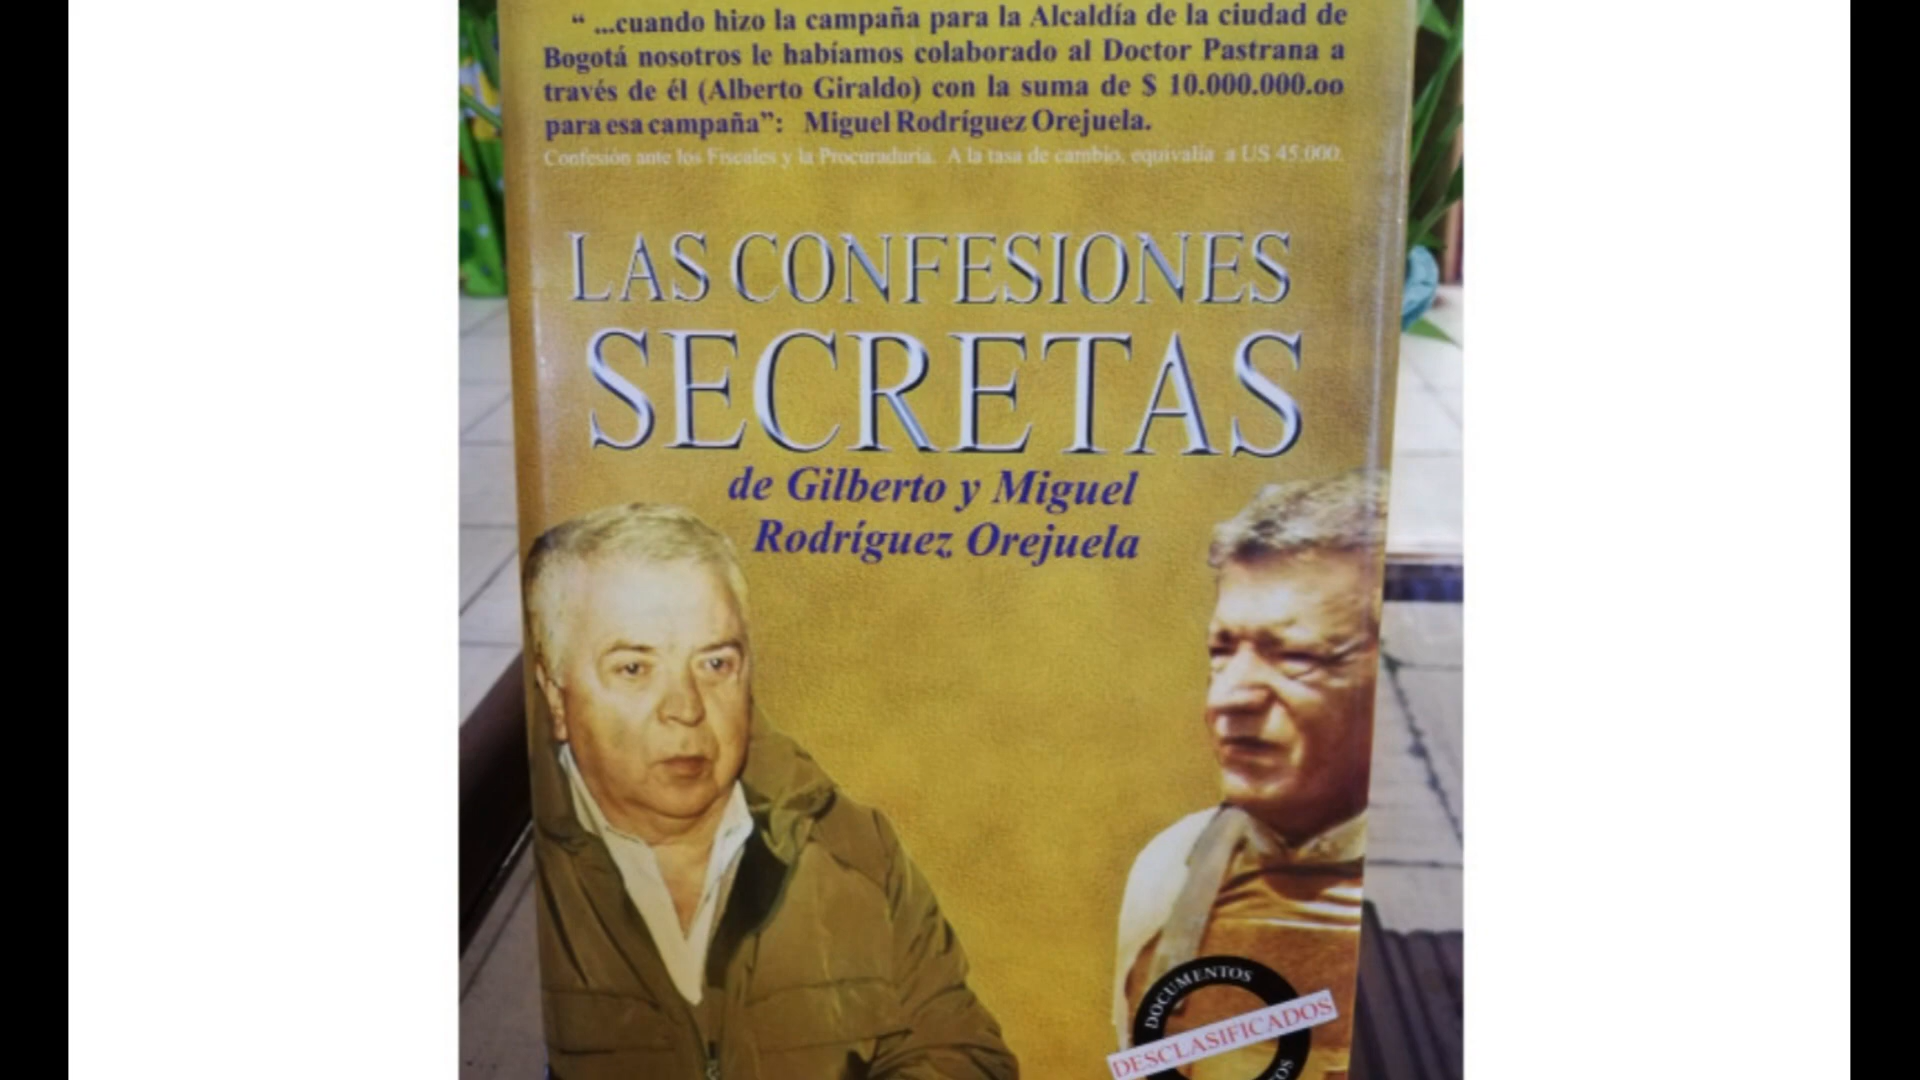 “ ...cuando hizo la campaña para la Alcaldía de la ciudad de
Bogotá nosotros le habíamos colaborado al Doctor Pastrana a
través de él (Alberto Giraldo) con la suma de $ 10.000.000.oo
para esa campaña”: Miguel Rodríguez Orejuela.
Confesión ante los Fiscales y la Procuraduría. A la tasa de cambio, equivalía a US 45.000.
LAS CONFESIONES
SECRETAS
de Gilberto y Miguel
Rodríguez Orejuela
DOCUMENTOS
DESCLASIFICADOS